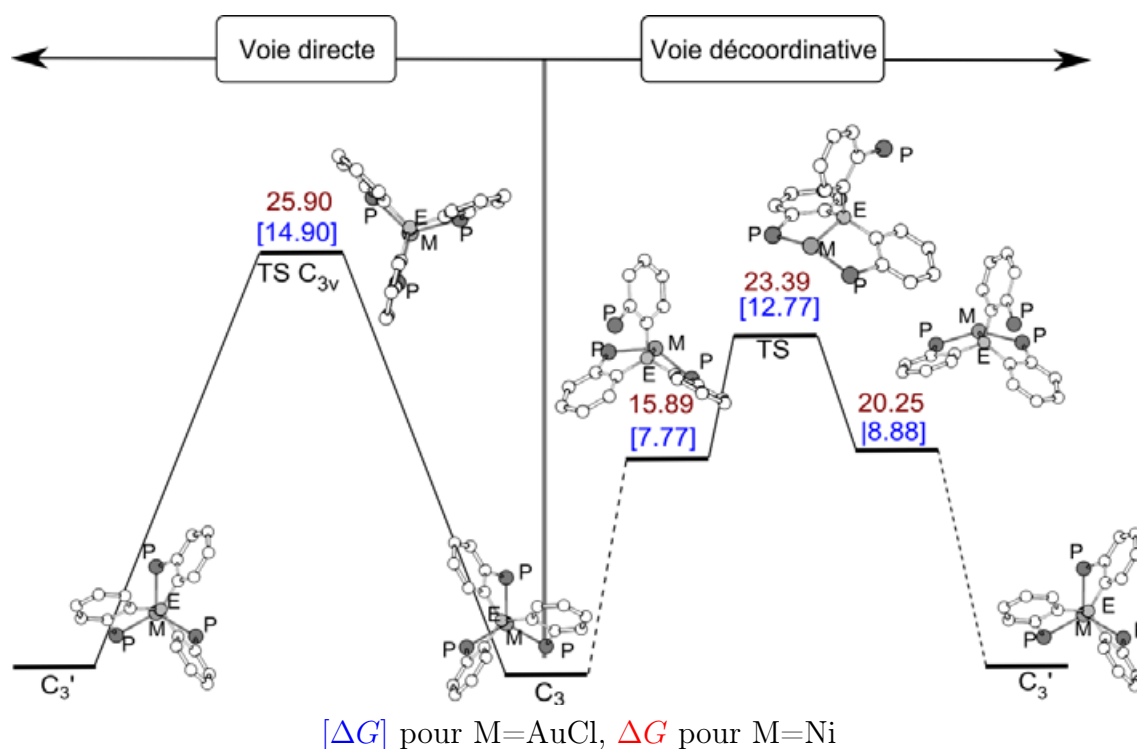 Voie directe
Voie décoordinative
25.90
[14.90]
TS C3v
P
E
P
M
P
P
E
P
M
P
23.39
[12.77]
TS
P
M
P
P
E
15.89
[7.77]
M
P
P
P
E
20.25
[8.88]
P
E
M
P
P
C3'
P
E
M
P
P
C3
P
E
M
P
P
C3'
[ΔG] pour M=AuCl, ΔG pour M=Ni